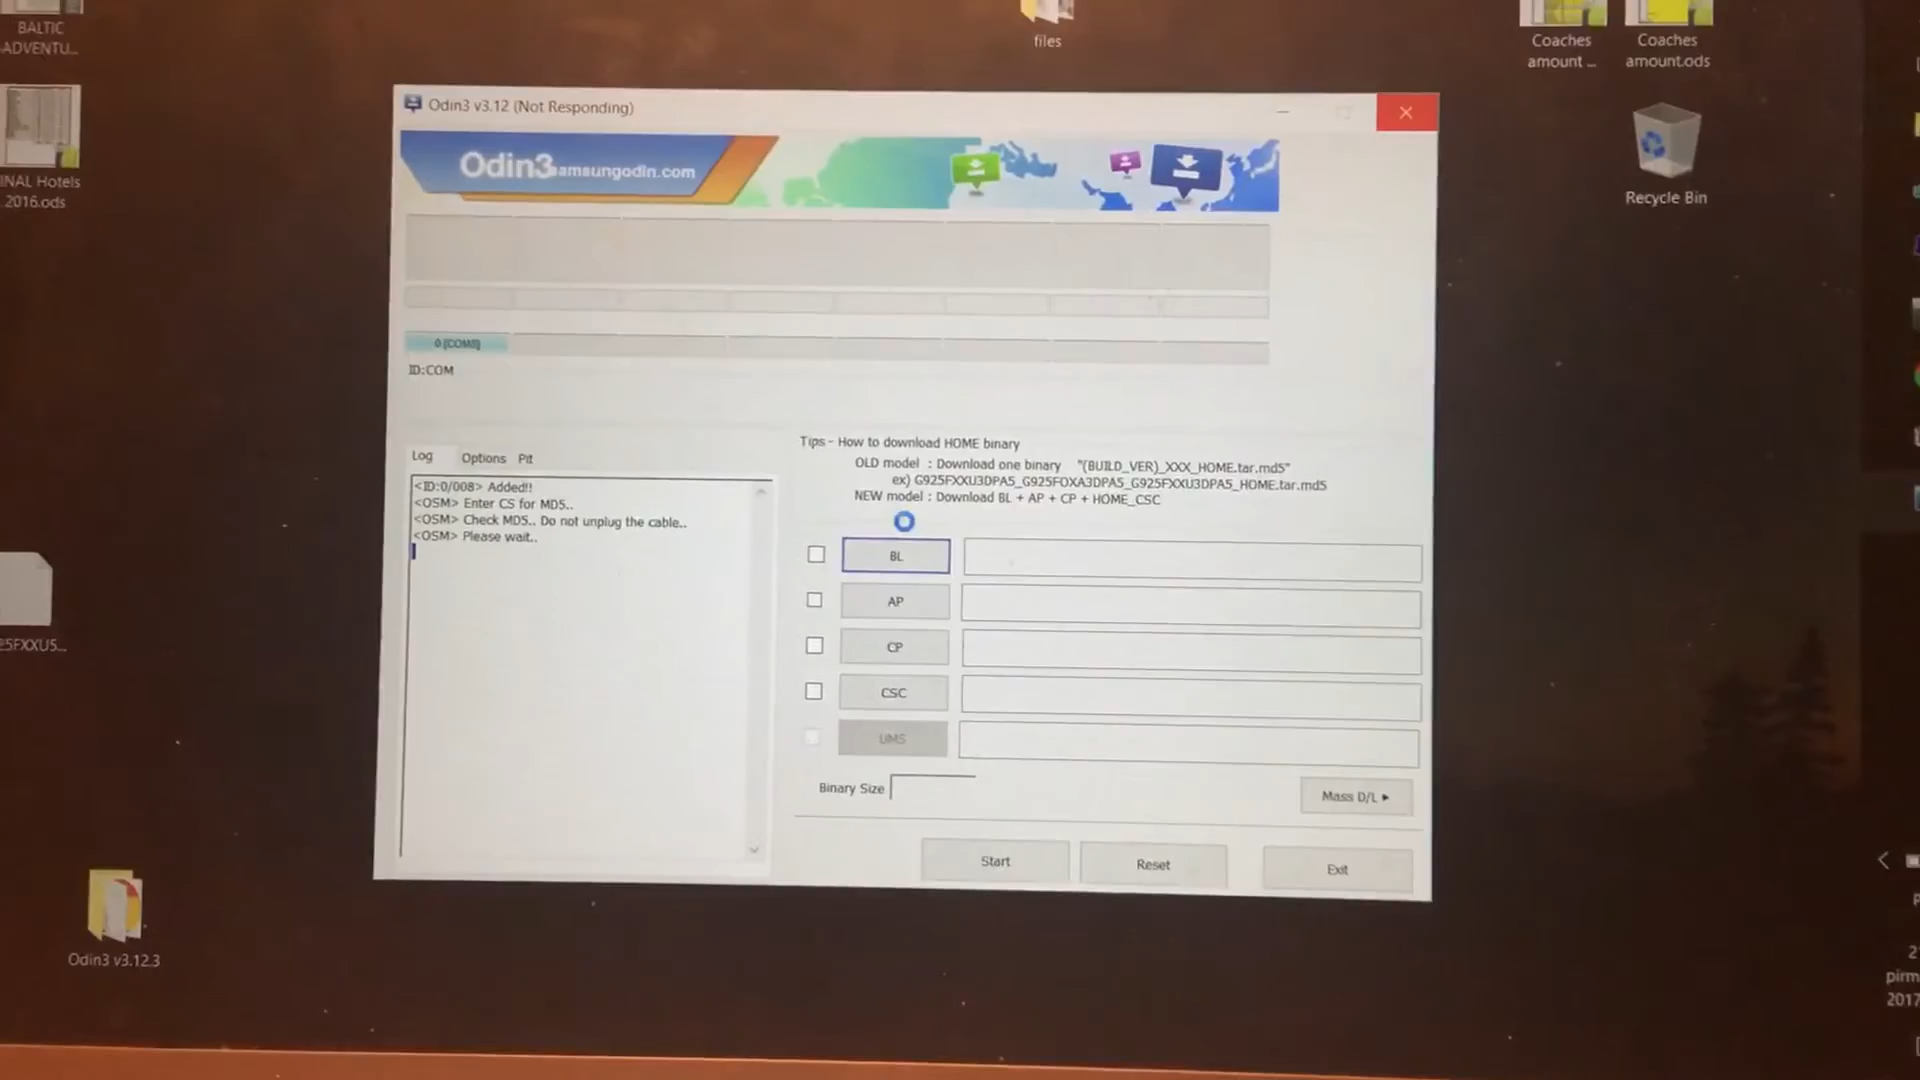 BALTIC
ADVENTU...
files
Coaches
amount ...
Coaches
amount.ods
INAL Hotels
2016.ods
Recycle Bin
Odin3 v3.12 (Not Responding)
Odin3
samsungodin.com
0 [COM8]
ID:COM
Log
Options
Pit
<ID:0/008> Added!!
<OSM> Enter CS for MD5..
<OSM> Check MD5.. Do not unplug the cable..
<OSM> Please wait..
Tips - How to download HOME binary
OLD model : Download one binary "(BUILD_VER)_XXX_HOME.tar.md5"
ex) G925FXXU3DPA5_G925FOXA3DPA5_G925FXXU3DPA5_HOME.tar.md5
NEW model : Download BL + AP + CP + HOME_CSC
BL
AP
CP
CSC
UMS
Binary Size
Mass D/L
Start
Reset
Exit
25FXXU5...
Odin3 v3.12.3
pirm
2017